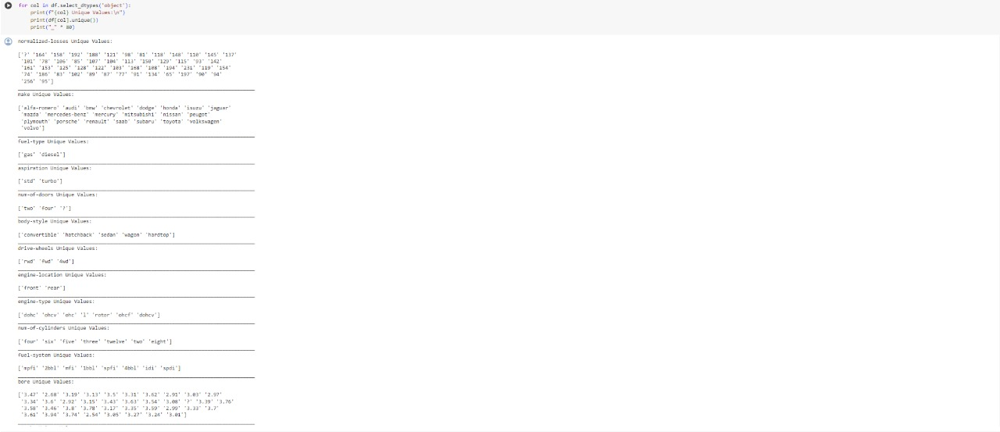 for col in df.select_dtypes('object'):
print(f"{col} Unique Values:\n")
print(df[col].unique())
print("_" * 80)
normalized-losses Unique Values:
['?' '164' '158' '192' '188' '121' '98' '81' '118' '148' '110' '145' '137'
'101' '78' '106' '85' '107' '104' '113' '150' '129' '115' '93' '142'
'161' '153' '125' '128' '122' '103' '168' '108' '194' '231' '119' '154'
'74' '186' '83' '102' '89' '87' '77' '91' '134' '65' '197' '90' '94'
'256' '95']
make Unique Values:
['alfa-romero' 'audi' 'bmw' 'chevrolet' 'dodge' 'honda' 'isuzu' 'jaguar'
'mazda' 'mercedes-benz' 'mercury' 'mitsubishi' 'nissan' 'peugot'
'plymouth' 'porsche' 'renault' 'saab' 'subaru' 'toyota' 'volkswagen'
'volvo']
fuel-type Unique Values:
['gas' 'diesel']
aspiration Unique Values:
['std' 'turbo']
num-of-doors Unique Values:
['two' 'four' '?']
body-style Unique Values:
['convertible' 'hatchback' 'sedan' 'wagon' 'hardtop']
drive-wheels Unique Values:
['rwd' 'fwd' '4wd']
engine-location Unique Values:
['front' 'rear']
engine-type Unique Values:
['dohc' 'ohcv' 'ohc' 'l' 'rotor' 'ohcf' 'dohcv']
num-of-cylinders Unique Values:
['four' 'six' 'five' 'three' 'twelve' 'two' 'eight']
fuel-system Unique Values:
['mpfi' '2bbl' 'mfi' '1bbl' 'spfi' '4bbl' 'idi' 'spdi']
bore Unique Values:
['3.47' '2.68' '3.19' '3.13' '3.5' '3.31' '3.62' '2.91' '3.03' '2.97'
'3.34' '3.6' '2.92' '3.15' '3.43' '3.63' '3.54' '3.08' '?' '3.39' '3.76'
'3.58' '3.46' '3.8' '3.78' '3.17' '3.35' '3.59' '2.99' '3.33' '3.7'
'3.61' '3.94' '3.74' '2.54' '3.05' '3.27' '3.24' '3.01']